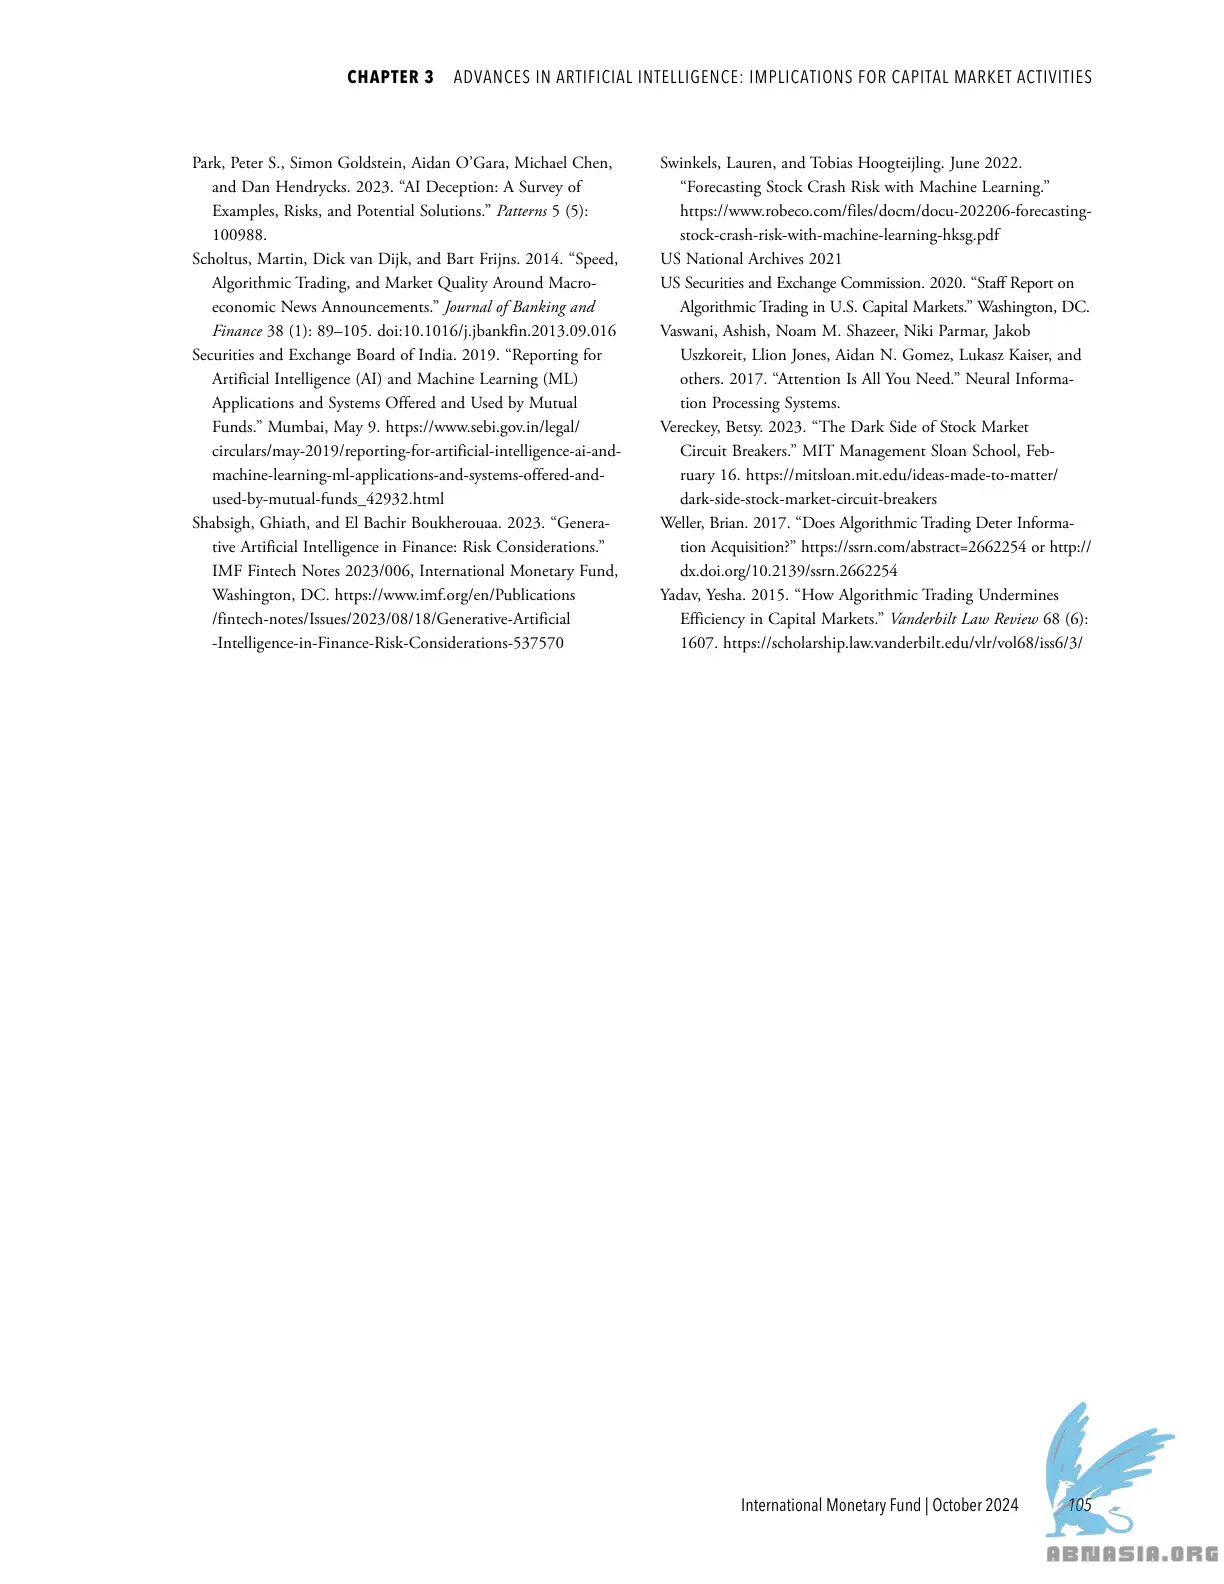 CHAPTER 3 ADVANCES IN ARTIFICIAL INTELLIGENCE: IMPLICATIONS FOR CAPITAL MARKET ACTIVITIES
Park, Peter S., Simon Goldstein, Aidan O’Gara, Michael Chen,
and Dan Hendrycks. 2023. “AI Deception: A Survey of
Examples, Risks, and Potential Solutions.” Patterns 5 (5):
100988.
Scholtus, Martin, Dick van Dijk, and Bart Frijns. 2014. “Speed,
Algorithmic Trading, and Market Quality Around Macro-
economic News Announcements.” Journal of Banking and
Finance 38 (1): 89–105. doi:10.1016/j.jbankfin.2013.09.016
Securities and Exchange Board of India. 2019. “Reporting for
Artificial Intelligence (AI) and Machine Learning (ML)
Applications and Systems Offered and Used by Mutual
Funds.” Mumbai, May 9. https://www.sebi.gov.in/legal/
circulars/may-2019/reporting-for-artificial-intelligence-ai-and-
machine-learning-ml-applications-and-systems-offered-and-
used-by-mutual-funds_42932.html
Shabsigh, Ghiath, and El Bachir Boukherouaa. 2023. “Genera-
tive Artificial Intelligence in Finance: Risk Considerations.”
IMF Fintech Notes 2023/006, International Monetary Fund,
Washington, DC. https://www.imf.org/en/Publications
/fintech-notes/Issues/2023/08/18/Generative-Artificial
-Intelligence-in-Finance-Risk-Considerations-537570
Swinkels, Lauren, and Tobias Hoogteijling. June 2022.
“Forecasting Stock Crash Risk with Machine Learning.”
https://www.robeco.com/files/docm/docu-202206-forecasting-
stock-crash-risk-with-machine-learning-hksg.pdf
US National Archives 2021
US Securities and Exchange Commission. 2020. “Staff Report on
Algorithmic Trading in U.S. Capital Markets.” Washington, DC.
Vaswani, Ashish, Noam M. Shazeer, Niki Parmar, Jakob
Uszkoreit, Llion Jones, Aidan N. Gomez, Lukasz Kaiser, and
others. 2017. “Attention Is All You Need.” Neural Informa-
tion Processing Systems.
Vereckey, Betsy. 2023. “The Dark Side of Stock Market
Circuit Breakers.” MIT Management Sloan School, Feb-
ruary 16. https://mitsloan.mit.edu/ideas-made-to-matter/
dark-side-stock-market-circuit-breakers
Weller, Brian. 2017. “Does Algorithmic Trading Deter Informa-
tion Acquisition?” https://ssrn.com/abstract=2662254 or http://
dx.doi.org/10.2139/ssrn.2662254
Yadav, Yesha. 2015. “How Algorithmic Trading Undermines
Efficiency in Capital Markets.” Vanderbilt Law Review 68 (6):
1607. https://scholarship.law.vanderbilt.edu/vlr/vol68/iss6/3/
International Monetary Fund | October 2024 105
ABNASIA.ORG